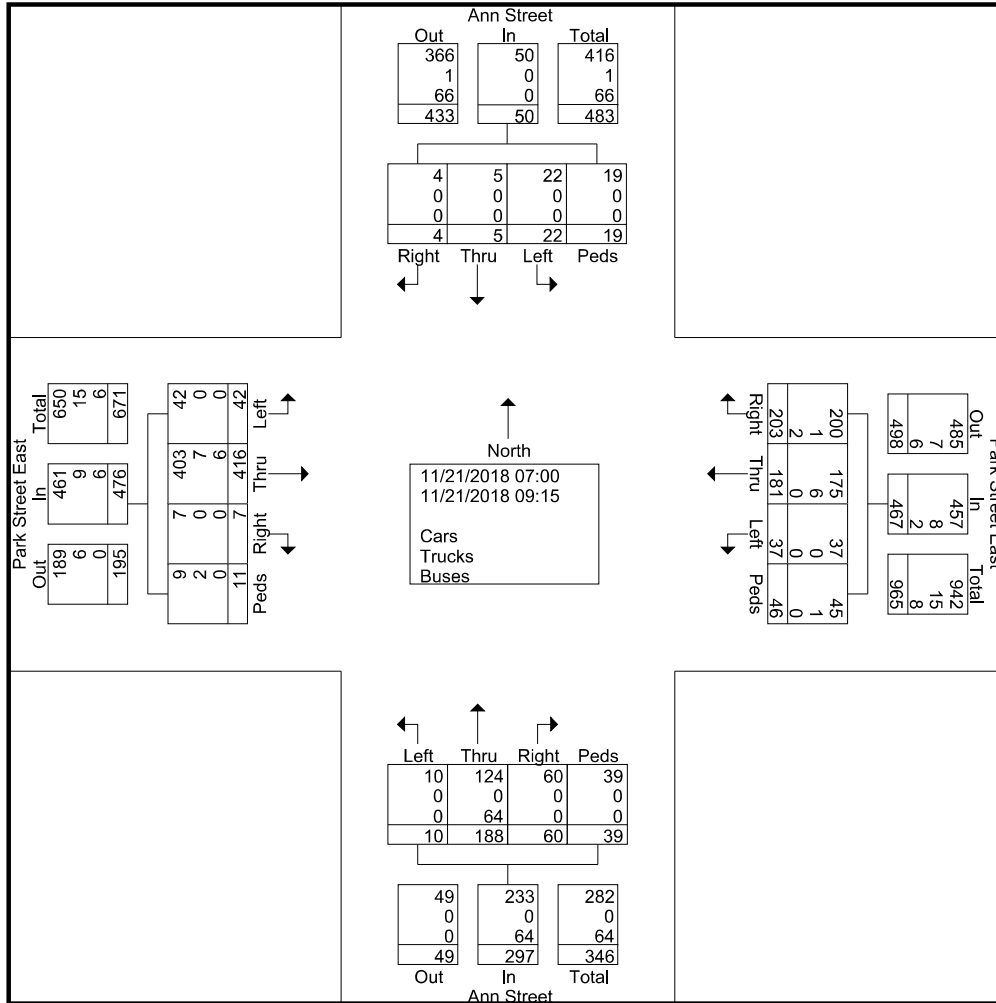 Ann Street
Out In Total
366 50 416
1 0 1
66 0 66
433 50 483
4 5 22 19
0 0 0 0
0 0 0 0
4 5 22 19
Right Thru Left Peds
Park Street East
Total
650
15
6
671
In
461
9
6
476
Out
189
6
0
195
42
0
0
42
Left
403
7
6
416
Thru
7
0
0
7
Right
9
2
0
11
Peds
North
11/21/2018 07:00
11/21/2018 09:15
Cars
Trucks
Buses
Right
203
2
1
200
Thru
181
0
6
175
Left
37
0
0
37
Peds
46
0
1
45
Out
485
7
6
498
In
457
8
2
467
Total
942
15
8
965
Park Street East
Left Thru Right Peds
10 124 60 39
0 0 0 0
0 64 0 0
10 188 60 39
49 233 282
0 0 0
0 64 64
49 297 346
Out In Total
Ann Street